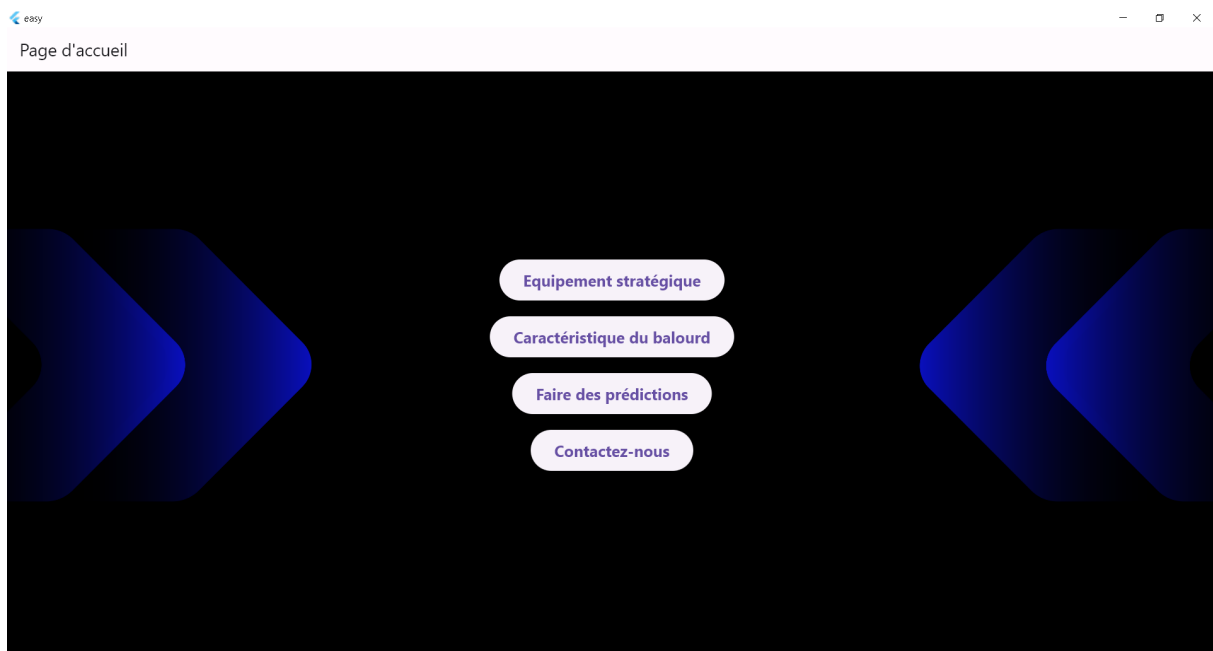 easy
Page d'accueil
Equipement stratégique
Caractéristique du balourd
Faire des prédictions
Contactez-nous